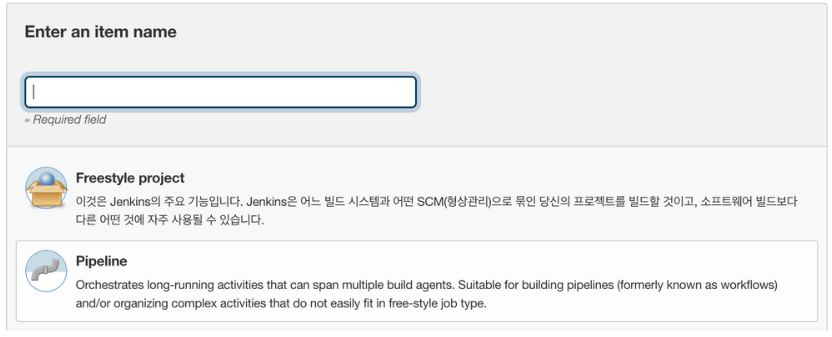 Enter an item name
» Required field
Freestyle project
이것은 Jenkins의 주요 기능입니다. Jenkins은 어느 빌드 시스템과 어떤 SCM(형상관리)으로 묶인 당신의 프로젝트를 빌드할 것이고, 소프트웨어 빌드보다
다른 어떤 것에 자주 사용될 수 있습니다.
Pipeline
Orchestrates long-running activities that can span multiple build agents. Suitable for building pipelines (formerly known as workflows)
and/or organizing complex activities that do not easily fit in free-style job type.